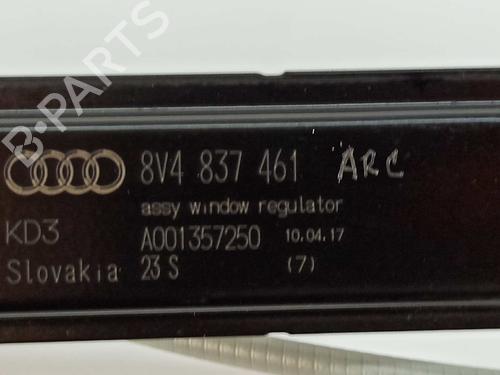 B-PARTS
8V4 837 461 ARC
assy window regulator
KD3 A001357250 10.04.17
Slovakia 23 S (7)